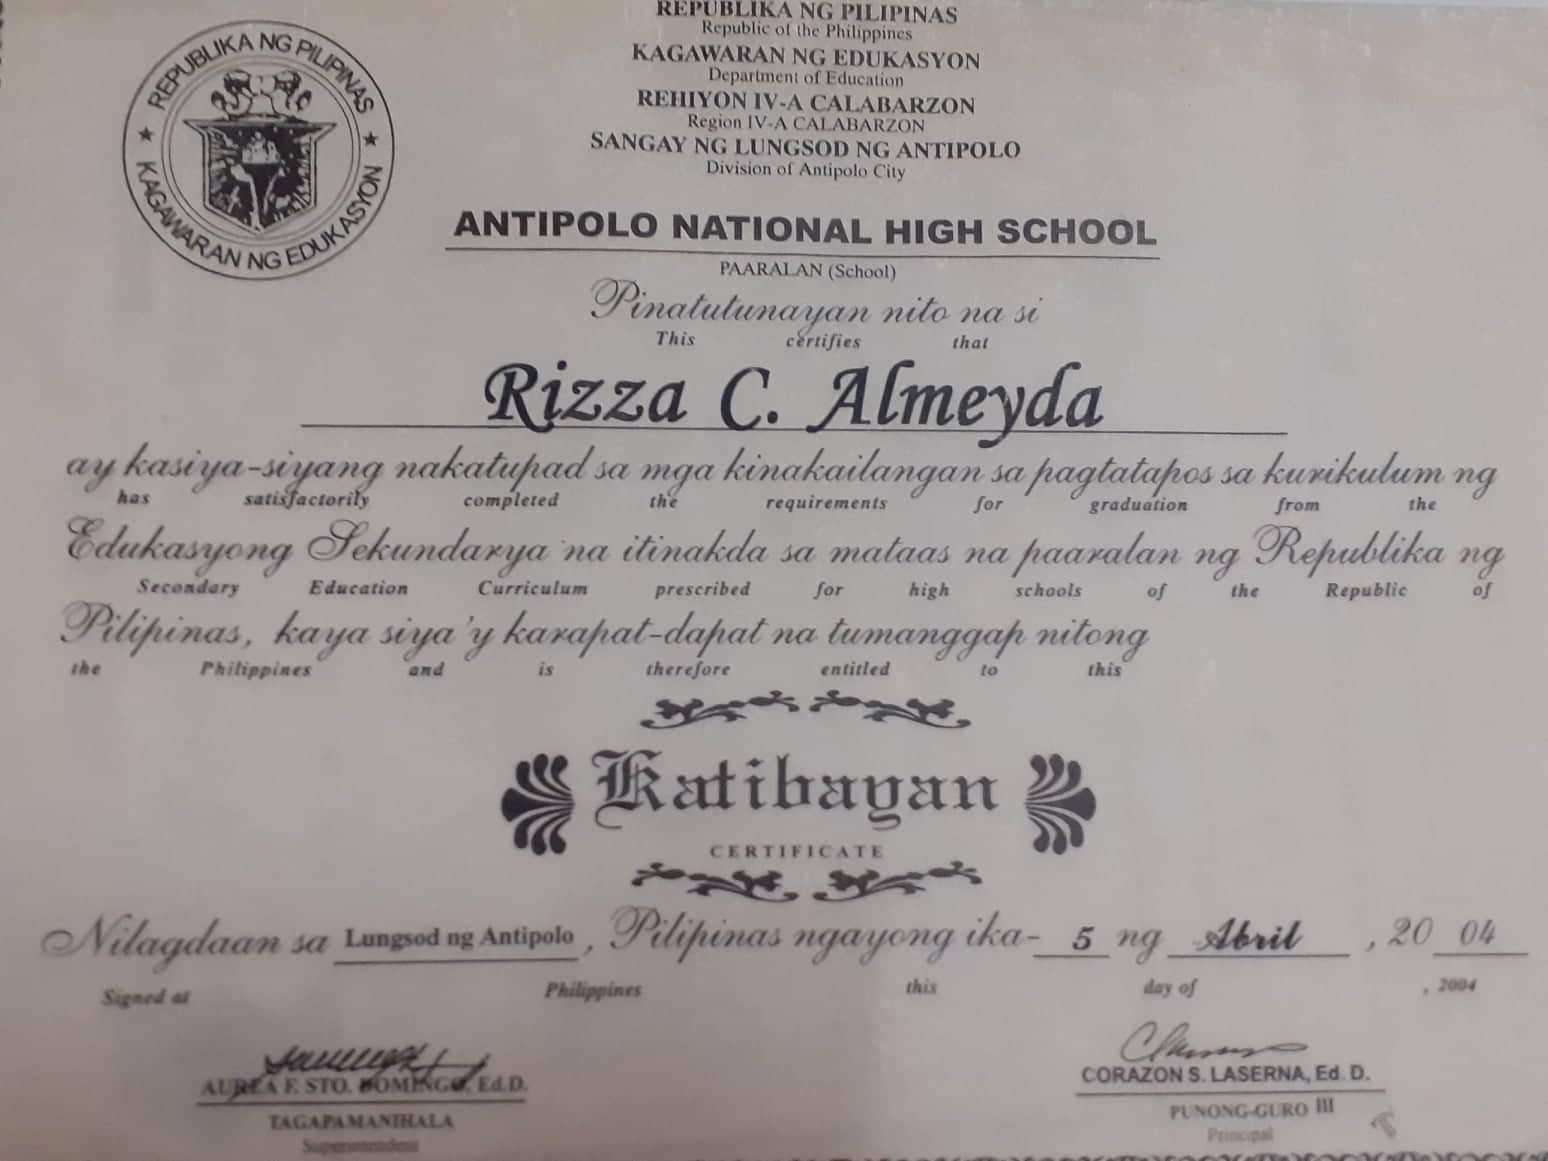 REPUBLIKA NG PILIPINAS
KAGAWARAN NG EDUKASYON
REPUBLIKA NG PILIPINAS
Republic of the Philippines
KAGAWARAN NG EDUKASYON
Department of Education
REHIYON IV-A CALABARZON
Region IV-A CALABARZON
SANGAY NG LUNGSOD NG ANTIPOLO
Division of Antipolo City
ANTIPOLO NATIONAL HIGH SCHOOL
PAARALAN (School)
Pinatutunayan nito na si
This certifies that
Rizza C. Almeyda
ay kasiya-siyang nakatupad sa mga kinakailangan sa pagtatapos sa kurikulum ng
has satisfactorily completed the requirements for graduation from the
Edukasyong Sekundarya na itinakda sa mataas na paaralan ng Republika ng
Secondary Education Curriculum prescribed for high schools of the Republic of
Pilipinas, kaya siya'y karapat-dapat na tumanggap nitong
the Philippines and is therefore entitled to this
Katibayan
CERTIFICATE
Nilagdaan sa Lungsod ng Antipolo, Pilipinas ngayong ika- 5 ng Abril, 20 04
Signed at Philippines this day of , 2004
AUREA F. STO. DOMINGO, Ed.D.
TAGAPAMANIHALA
Superintendent
CORAZON S. LASERNA, Ed. D.
PUNONG-GURO III
Principal